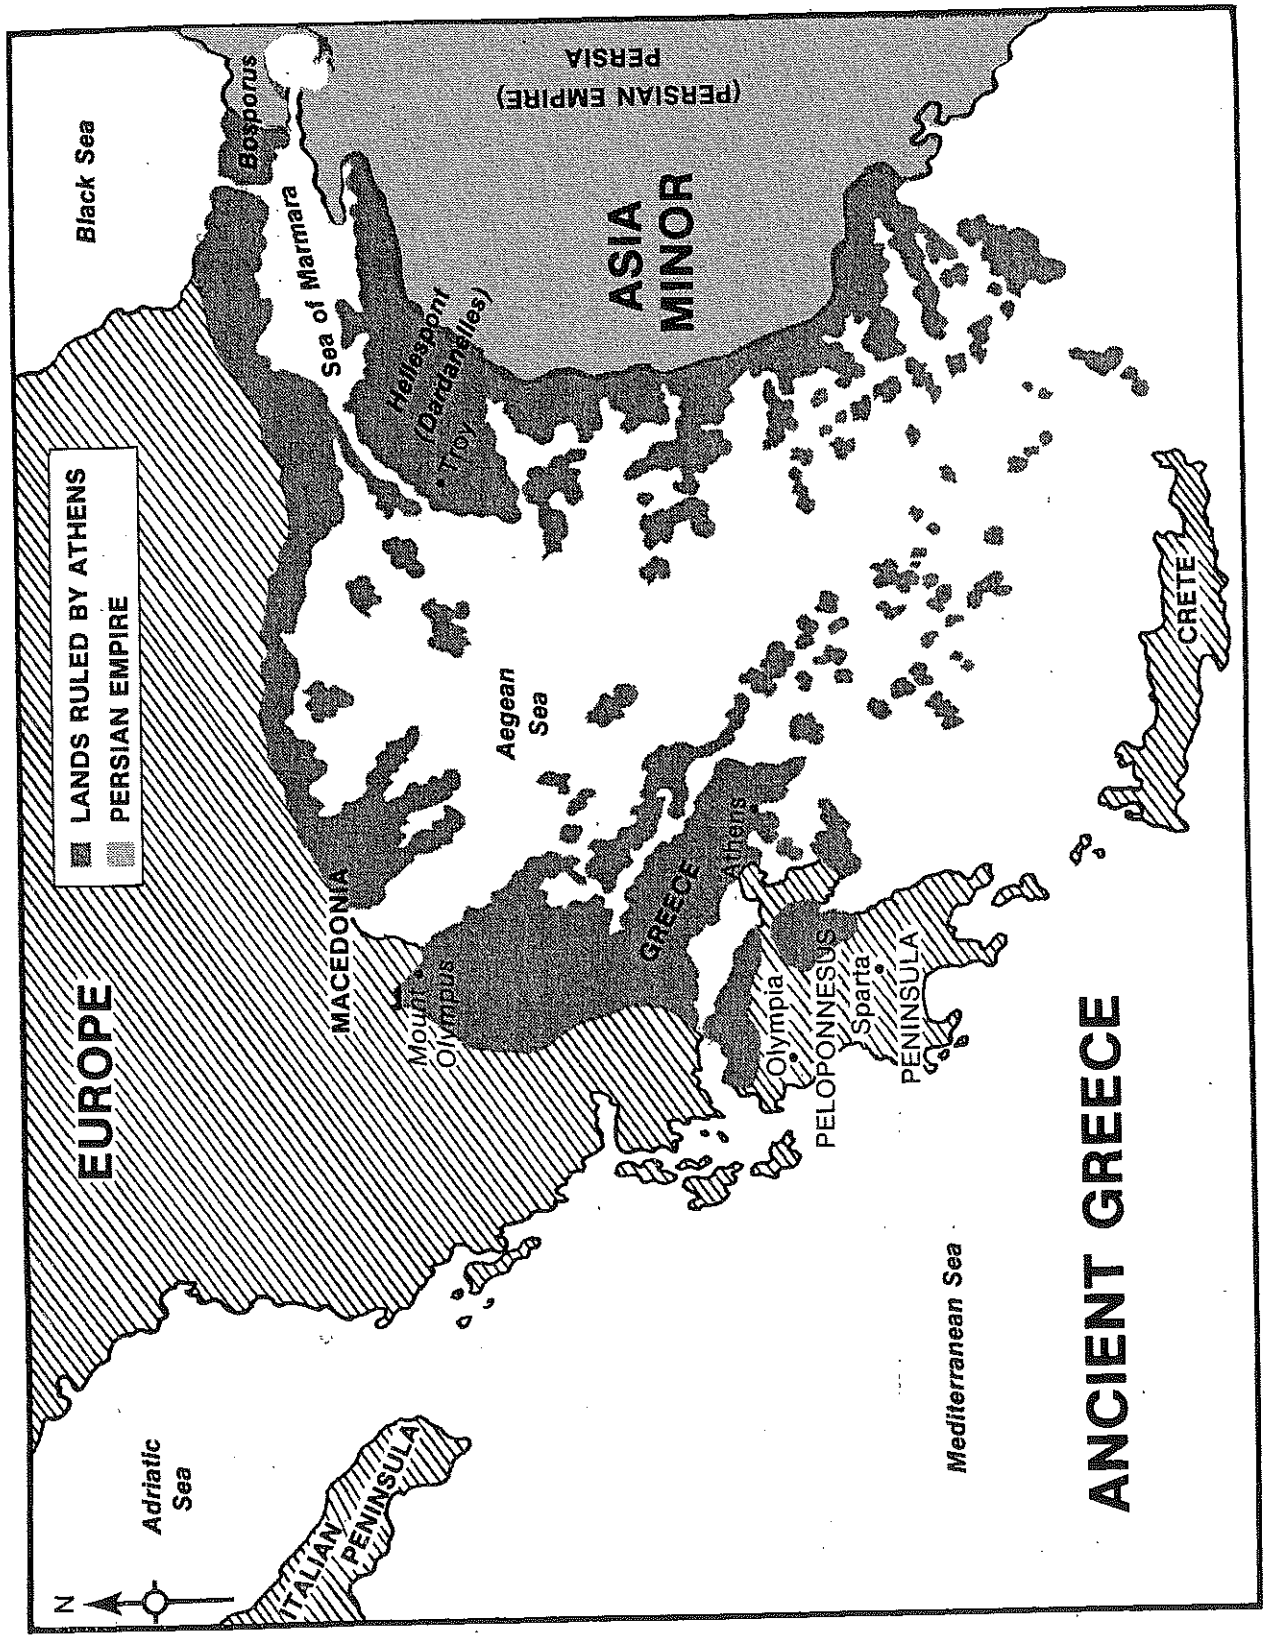 N
Adriatic
Sea
ITALIAN
PENINSULA
EUROPE
LANDS RULED BY ATHENS
PERSIAN EMPIRE
Black Sea
Bosporus
Sea of Marmara
Hellespont
(Dardanelles)
Troy
MACEDONIA
Mount
Olympus
Aegean
Sea
ASIA
MINOR
(PERSIAN EMPIRE)
PERSIA
GREECE
Athens
Olympia
PELOPONNESUS
Sparta
PENINSULA
CRETE
Mediterranean Sea
ANCIENT GREECE